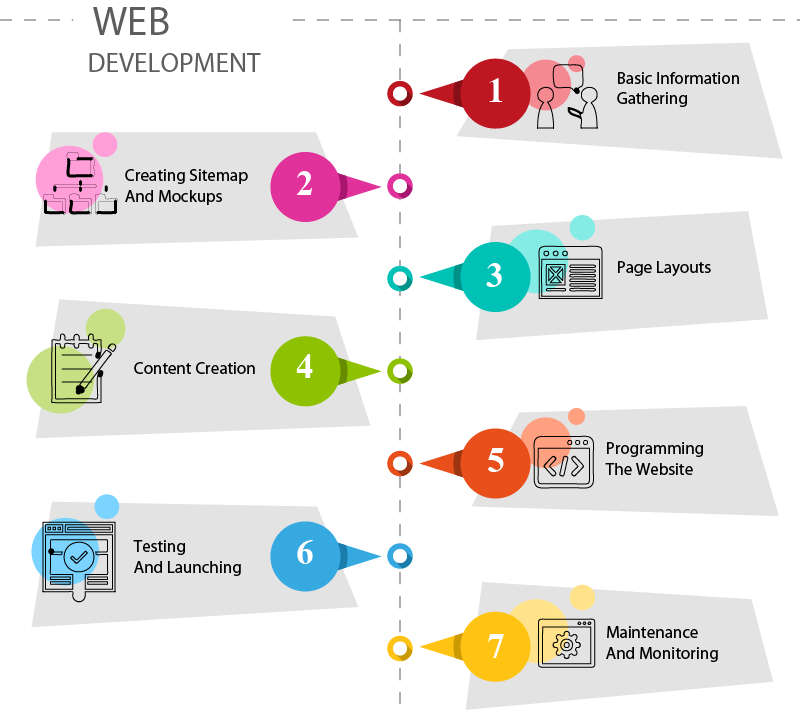 WEB
DEVELOPMENT
1
Basic Information
Gathering
2
Creating Sitemap
And Mockups
3
Page Layouts
4
Content Creation
5
Programming
The Website
6
Testing
And Launching
7
Maintenance
And Monitoring